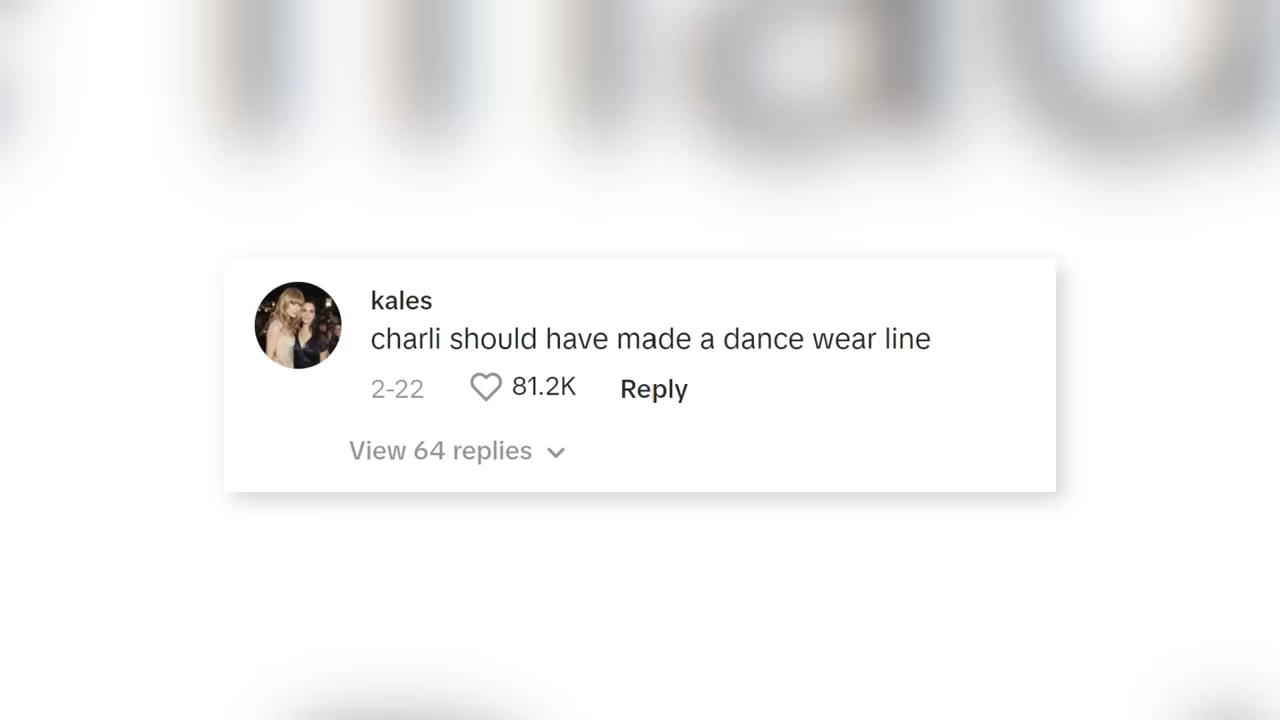 kales
charli should have made a dance wear line
2-22 81.2K Reply
View 64 replies